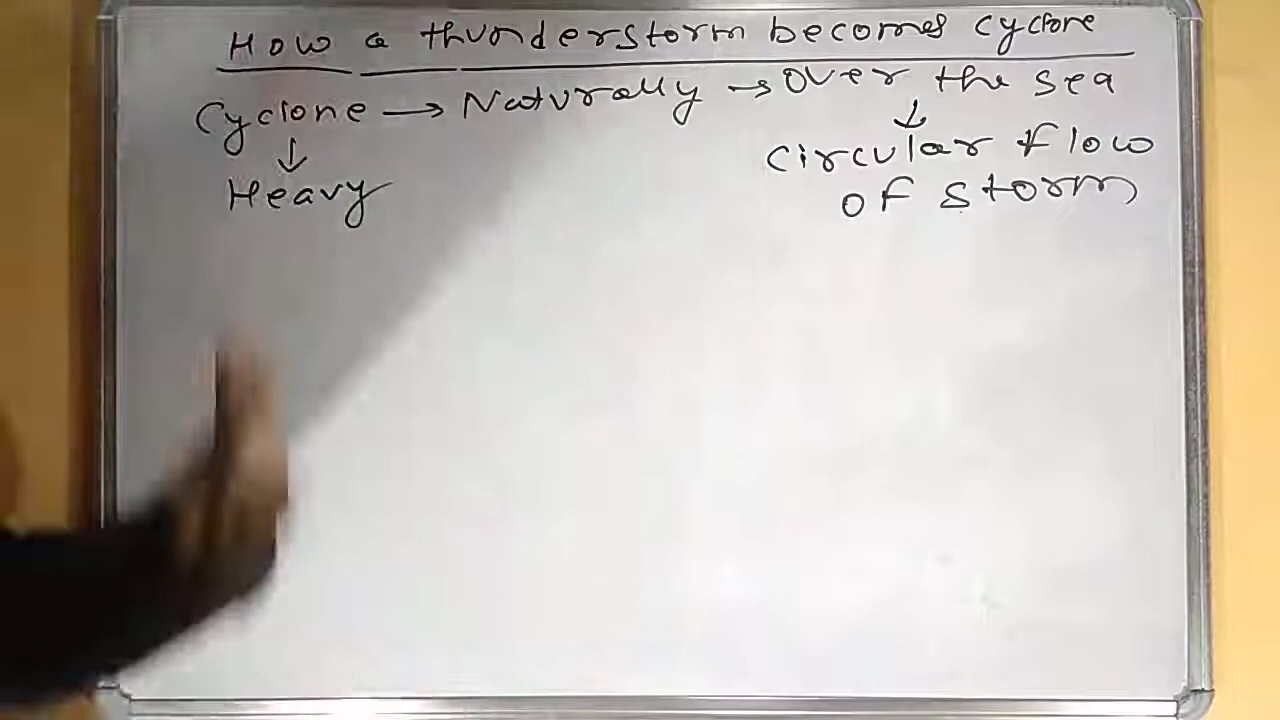 How a thunderstorm becomes cyclone
Cyclone → Naturally → Over the sea
↓ ↓
Heavy circular flow
of storm